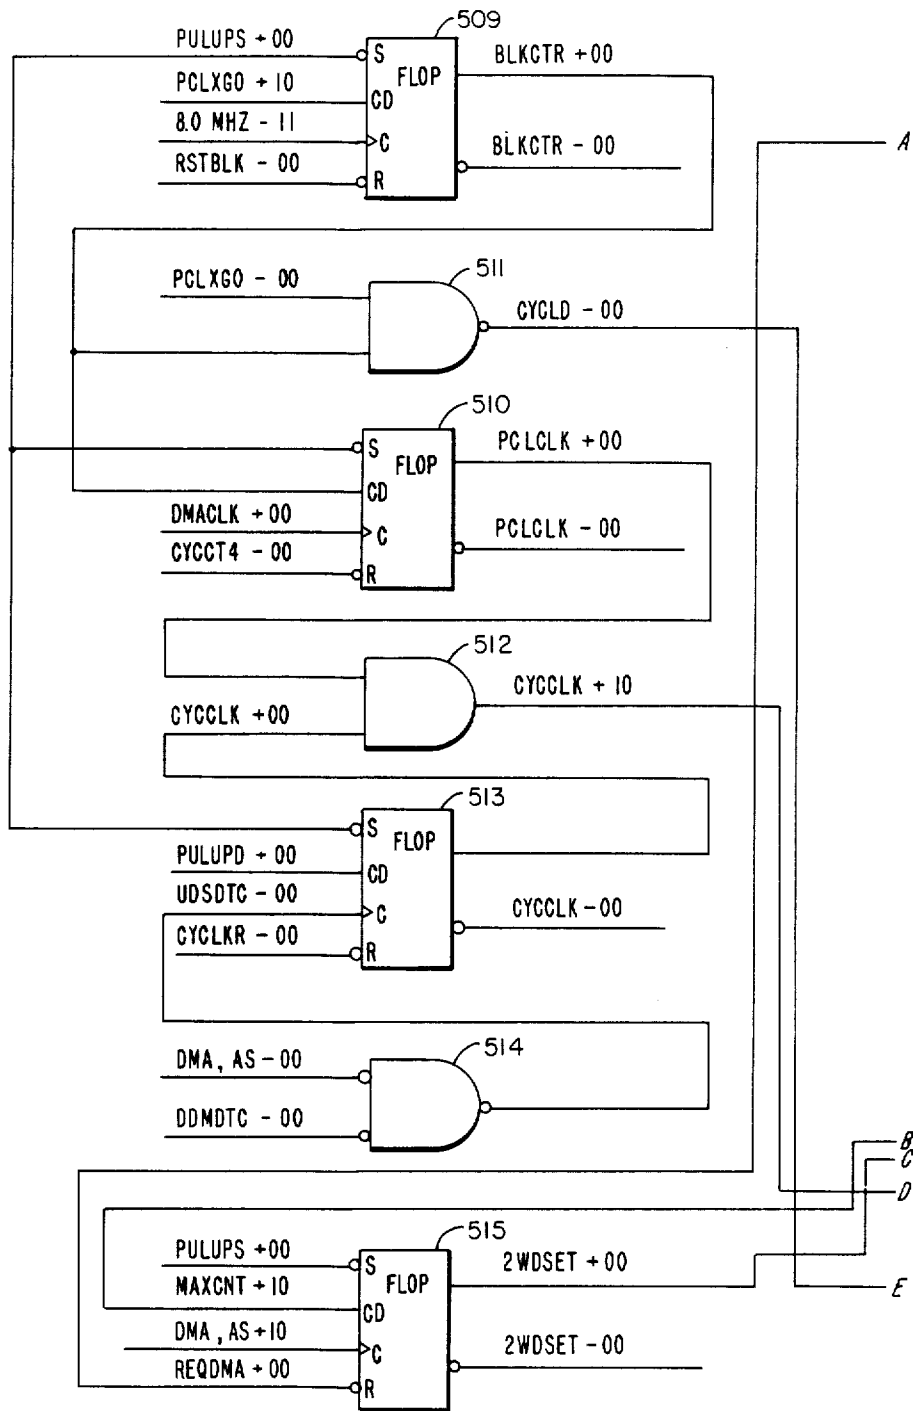 509
PULUPS +00
S
FLOP
BLKCTR +00
PCLXGO +10
CD
8.0 MHZ - 11
C
BLKCTR - 00
RSTBLK - 00
R
A
511
PCLXGO - 00
CYCLD - 00
510
S
FLOP
PCLCLK +00
CD
DMACLK +00
C
PCLCLK - 00
CYCCT4 - 00
R
512
CYCCLK + 10
CYCCLK +00
513
S
FLOP
PULUPD + 00
CD
UDSDTC - 00
C
CYCCLK - 00
CYCLKR - 00
R
514
DMA, AS - 00
DDMDTC - 00
B
C
D
515
PULUPS +00
S
FLOP
2WDSET +00
MAXCNT +10
CD
E
DMA, AS+10
C
2WDSET - 00
REQDMA +00
R